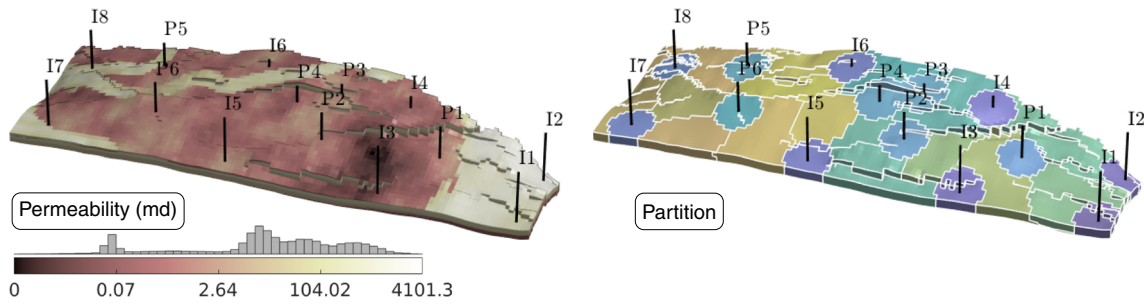 I8
P5
I6
I7
P6
P4
P3
I4
I5
P2
P1
I3
I2
I1
Permeability (md)
0 0.07 2.64 104.02 4101.3
I8
P5
I6
I7
P6
P4
P3
I4
I5
P2
P1
I3
I2
I1
Partition